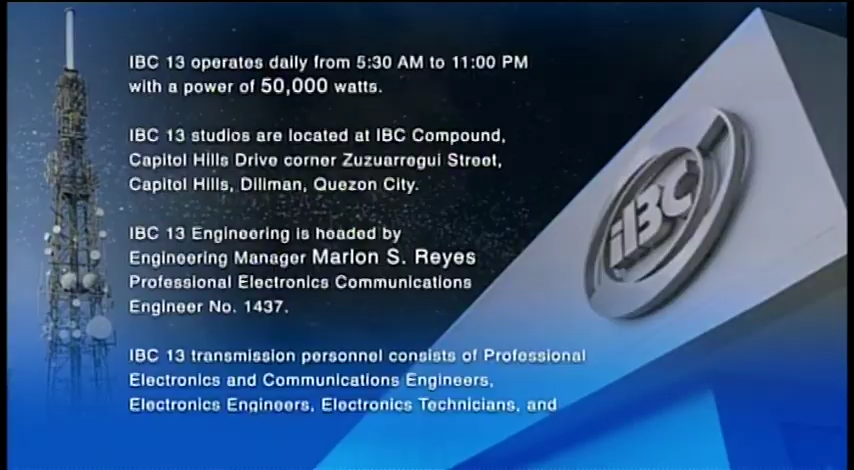 IBC 13 operates daily from 5:30 AM to 11:00 PM
with a power of 50,000 watts.
IBC 13 studios are located at IBC Compound,
Capitol Hills Drive corner Zuzuarregui Street,
Capitol Hills, Diliman, Quezon City.
IBC 13 Engineering is headed by
Engineering Manager Marlon S. Reyes
Professional Electronics Communications
Engineer No. 1437.
IBC 13 transmission personnel consists of Professional
Electronics and Communications Engineers,
Electronics Engineers, Electronics Technicians, and
IBC